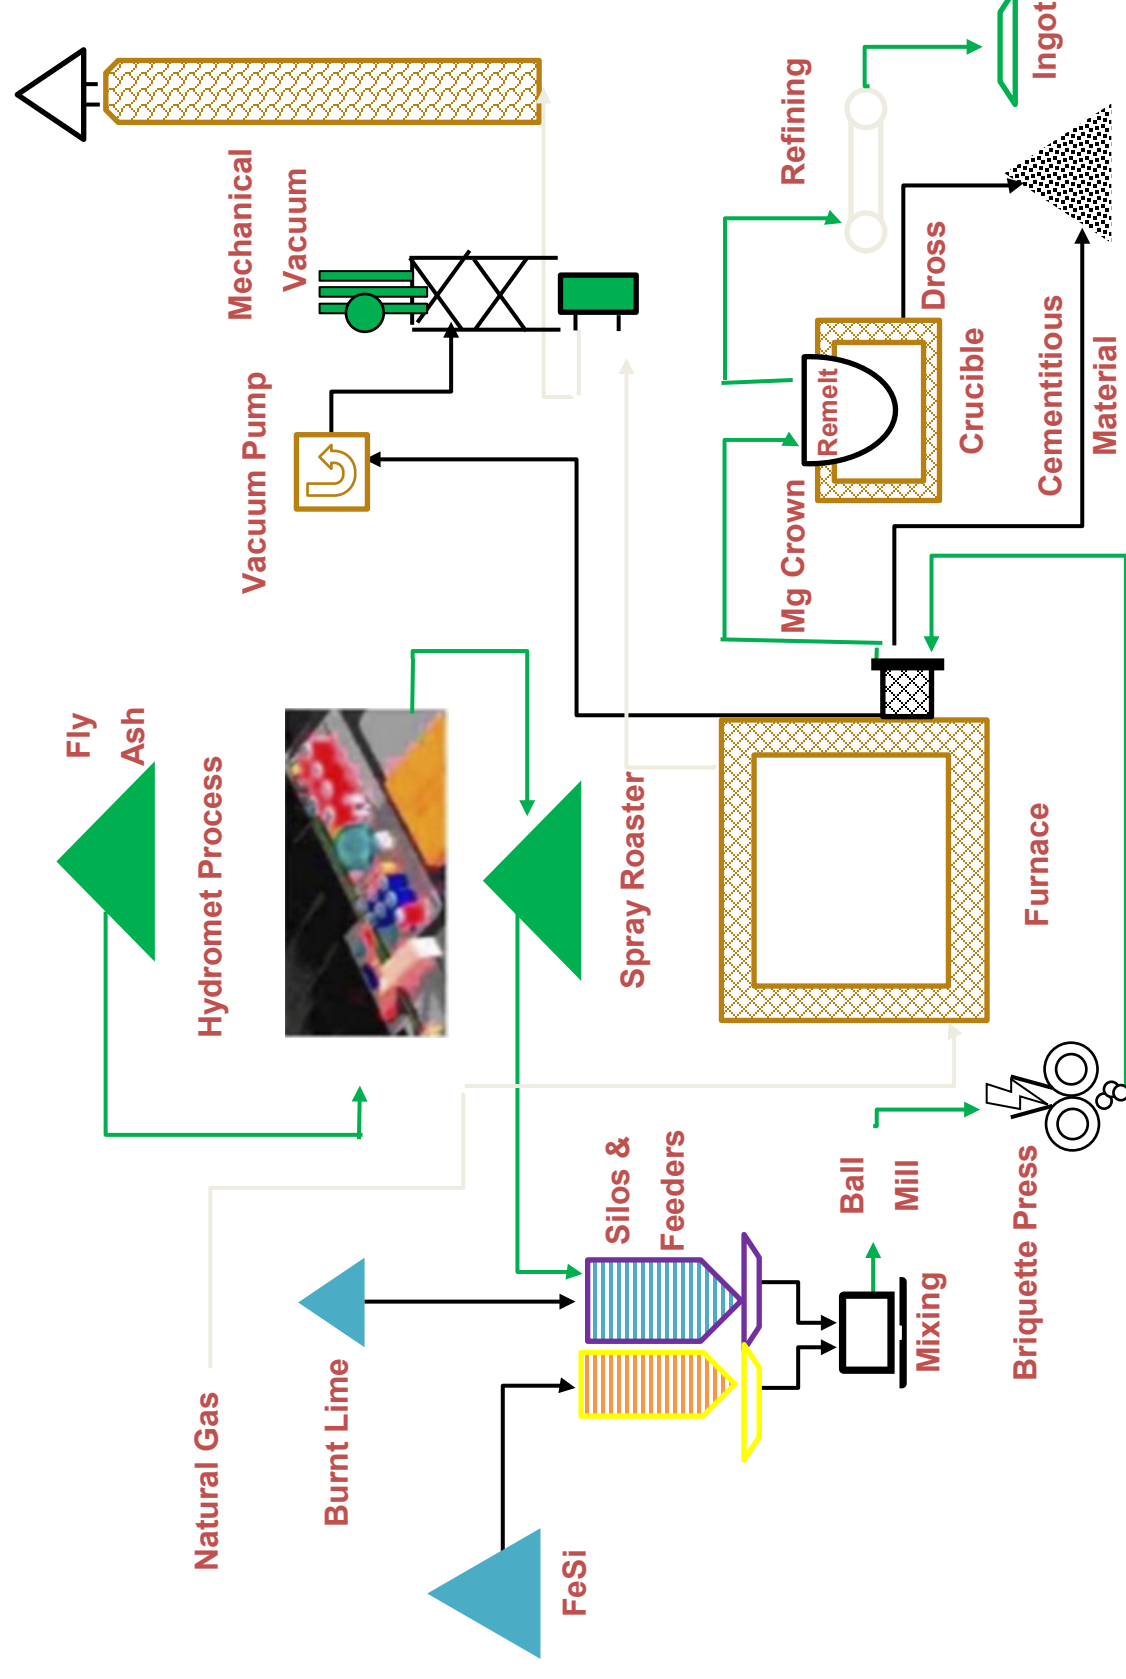 Fly
Ash
Hydromet Process
Natural Gas
Burnt Lime
FeSi
Silos &
Feeders
Spray Roaster
Vacuum Pump
Mechanical
Vacuum
Mixing
Ball
Mill
Briquette Press
Furnace
Mg Crown
Remelt
Crucible
Refining
Dross
Cementitious
Material
Ingot